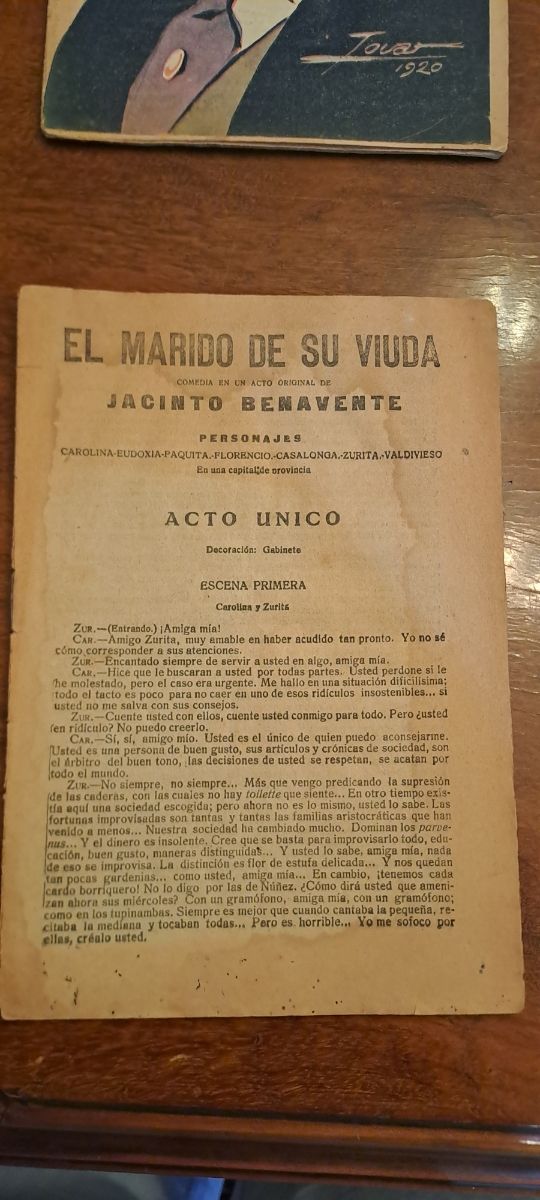 Tovar
1920
EL MARIDO DE SU VIUDA
COMEDIA EN UN ACTO ORIGINAL DE
JACINTO BENAVENTE
PERSONAJES
CAROLINA-EUDOXIA-PAQUITA.-FLORENCIO.-CASALONGA.-ZURITA.-VALDIVIESO
En una capital de provincia
ACTO UNICO
Decoración: Gabinete
ESCENA PRIMERA
Carolina y Zurita
ZUR.—(Entrando.) ¡Amiga mía!
CAR.—Amigo Zurita, muy amable en haber acudido tan pronto. Yo no sé
cómo corresponder a sus atenciones.
ZUR.—Encantado siempre de servir a usted en algo, amiga mía.
CAR.—Hice que le buscaran a usted por todas partes. Usted perdone si le
he molestado, pero el caso era urgente. Me hallo en una situación dificilísima;
todo el tacto es poco para no caer en uno de esos ridículos insostenibles... si
usted no me salva con sus consejos.
ZUR.—Cuente usted con ellos, cuente usted conmigo para todo. Pero ¿usted
en ridículo? No puedo creerlo.
CAR.—Sí, sí, amigo mío. Usted es el único de quien puedo aconsejarme.
Usted es una persona de buen gusto, sus artículos y crónicas de sociedad, son
el árbitro del buen tono, las decisiones de usted se respetan, se acatan por
todo el mundo.
ZUR.—No siempre, no siempre... Más que vengo predicando la supresión
de las caderas, con las cuales no hay toilette que siente... En otro tiempo exis-
tía aquí una sociedad escogida; pero ahora no es lo mismo, usted lo sabe. Las
fortunas improvisadas son tantas y tantas las familias aristocráticas que han
venido a menos... Nuestra sociedad ha cambiado mucho. Dominan los parve-
nus... Y el dinero es insolente. Cree que se basta para improvisarlo todo, edu-
cación, buen gusto, maneras distinguidas... Y usted lo sabe, amiga mía, nada
de eso se improvisa. La distinción es flor de estufa delicada... Y nos quedan
tan pocas gardenias... como usted, amiga mía... En cambio, ¡tenemos cada
cardo borriquero! No lo digo por las de Núñez. ¿Cómo dirá usted que ameni-
zan ahora sus miércoles? Con un gramófono, amiga mía, con un gramófono;
como en los tupinambas. Siempre es mejor que cuando cantaba la pequeña, re-
citaba la mediana y tocaban todas... Pero es horrible... Yo me sofoco por
ellas, créalo usted.